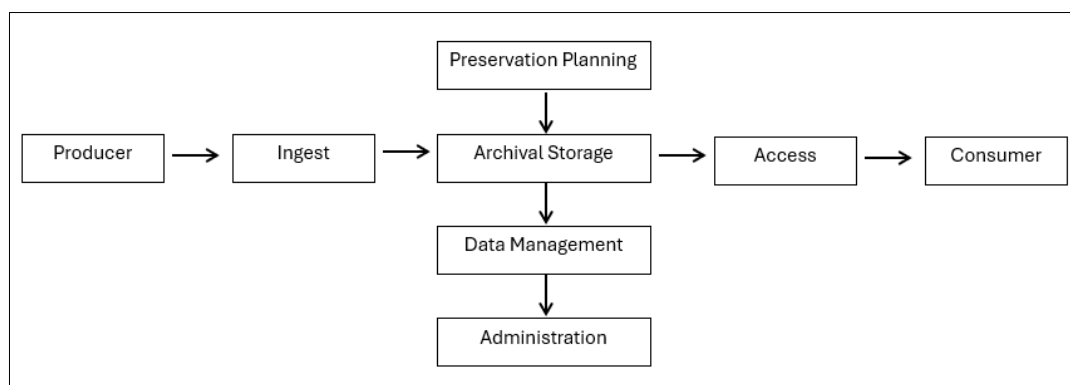 Preservation Planning
Producer
Ingest
Archival Storage
Access
Consumer
Data Management
Administration